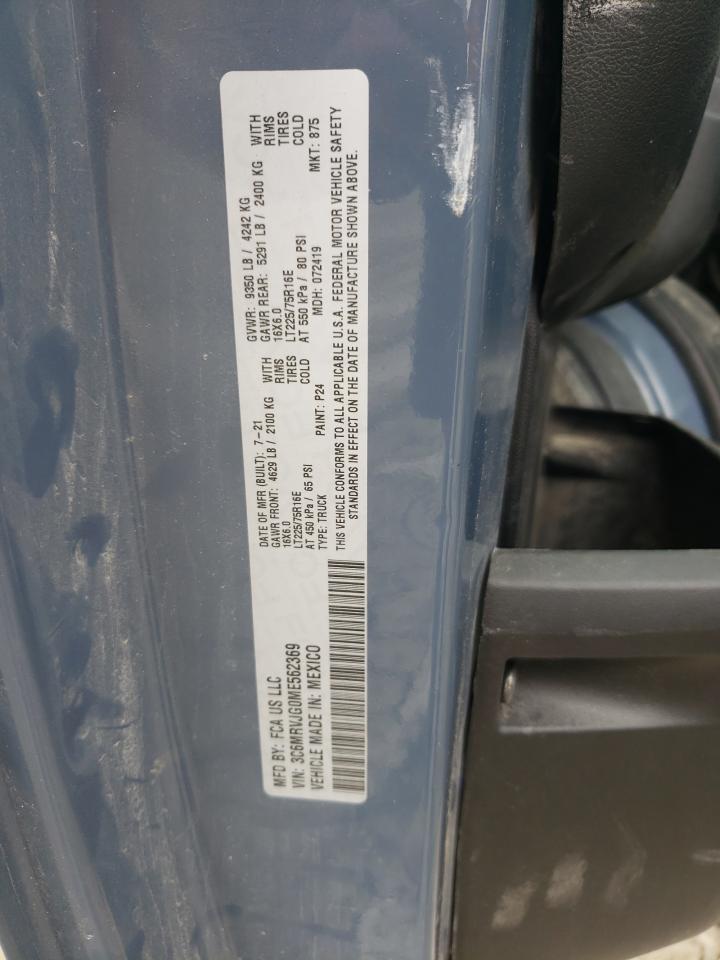 MFD BY: FCA US LLC
VIN: 3C6MRVJG0ME562369
VEHICLE MADE IN: MEXICO
DATE OF MFR (BUILT): 7-21 GVWR: 9350 LB / 4242 KG
GAWR FRONT: 4629 LB / 2100 KG WITH GAWR REAR: 5291 LB / 2400 KG WITH
16X6.0 RIMS 16X6.0 RIMS
LT225/75R16E TIRES LT225/75R16E TIRES
AT 450 kPa / 65 PSI COLD AT 550 kPa / 80 PSI COLD
TYPE: TRUCK PAINT: P24 MDH: 072419 MKT: 875
THIS VEHICLE CONFORMS TO ALL APPLICABLE U.S.A. FEDERAL MOTOR VEHICLE SAFETY
STANDARDS IN EFFECT ON THE DATE OF MANUFACTURE SHOWN ABOVE.